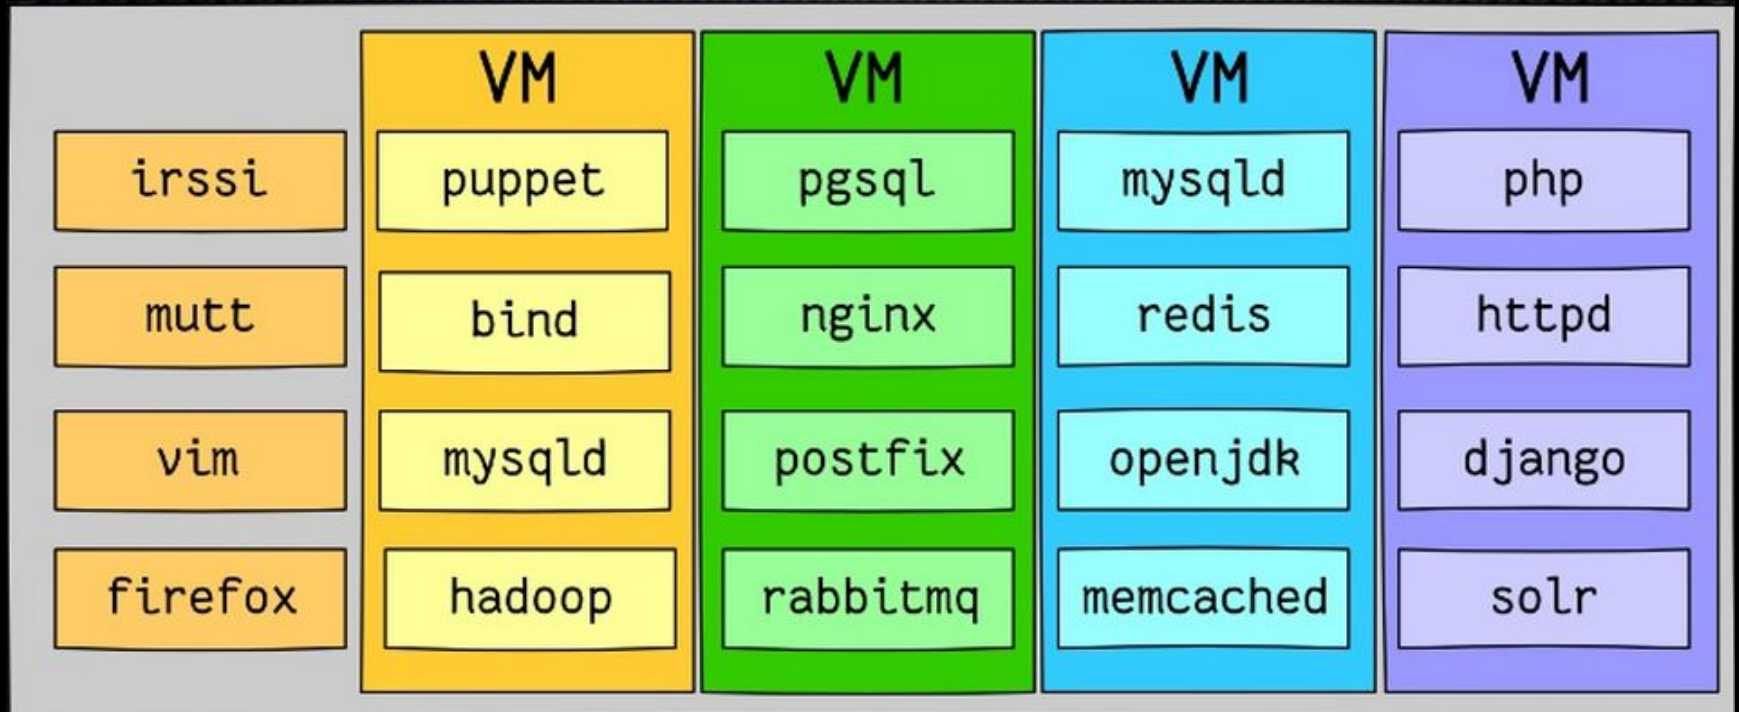 VM VM VM VM
irssi puppet pgsql mysqld php
mutt bind nginx redis httpd
vim mysqld postfix openjdk django
firefox hadoop rabbitmq memcached solr